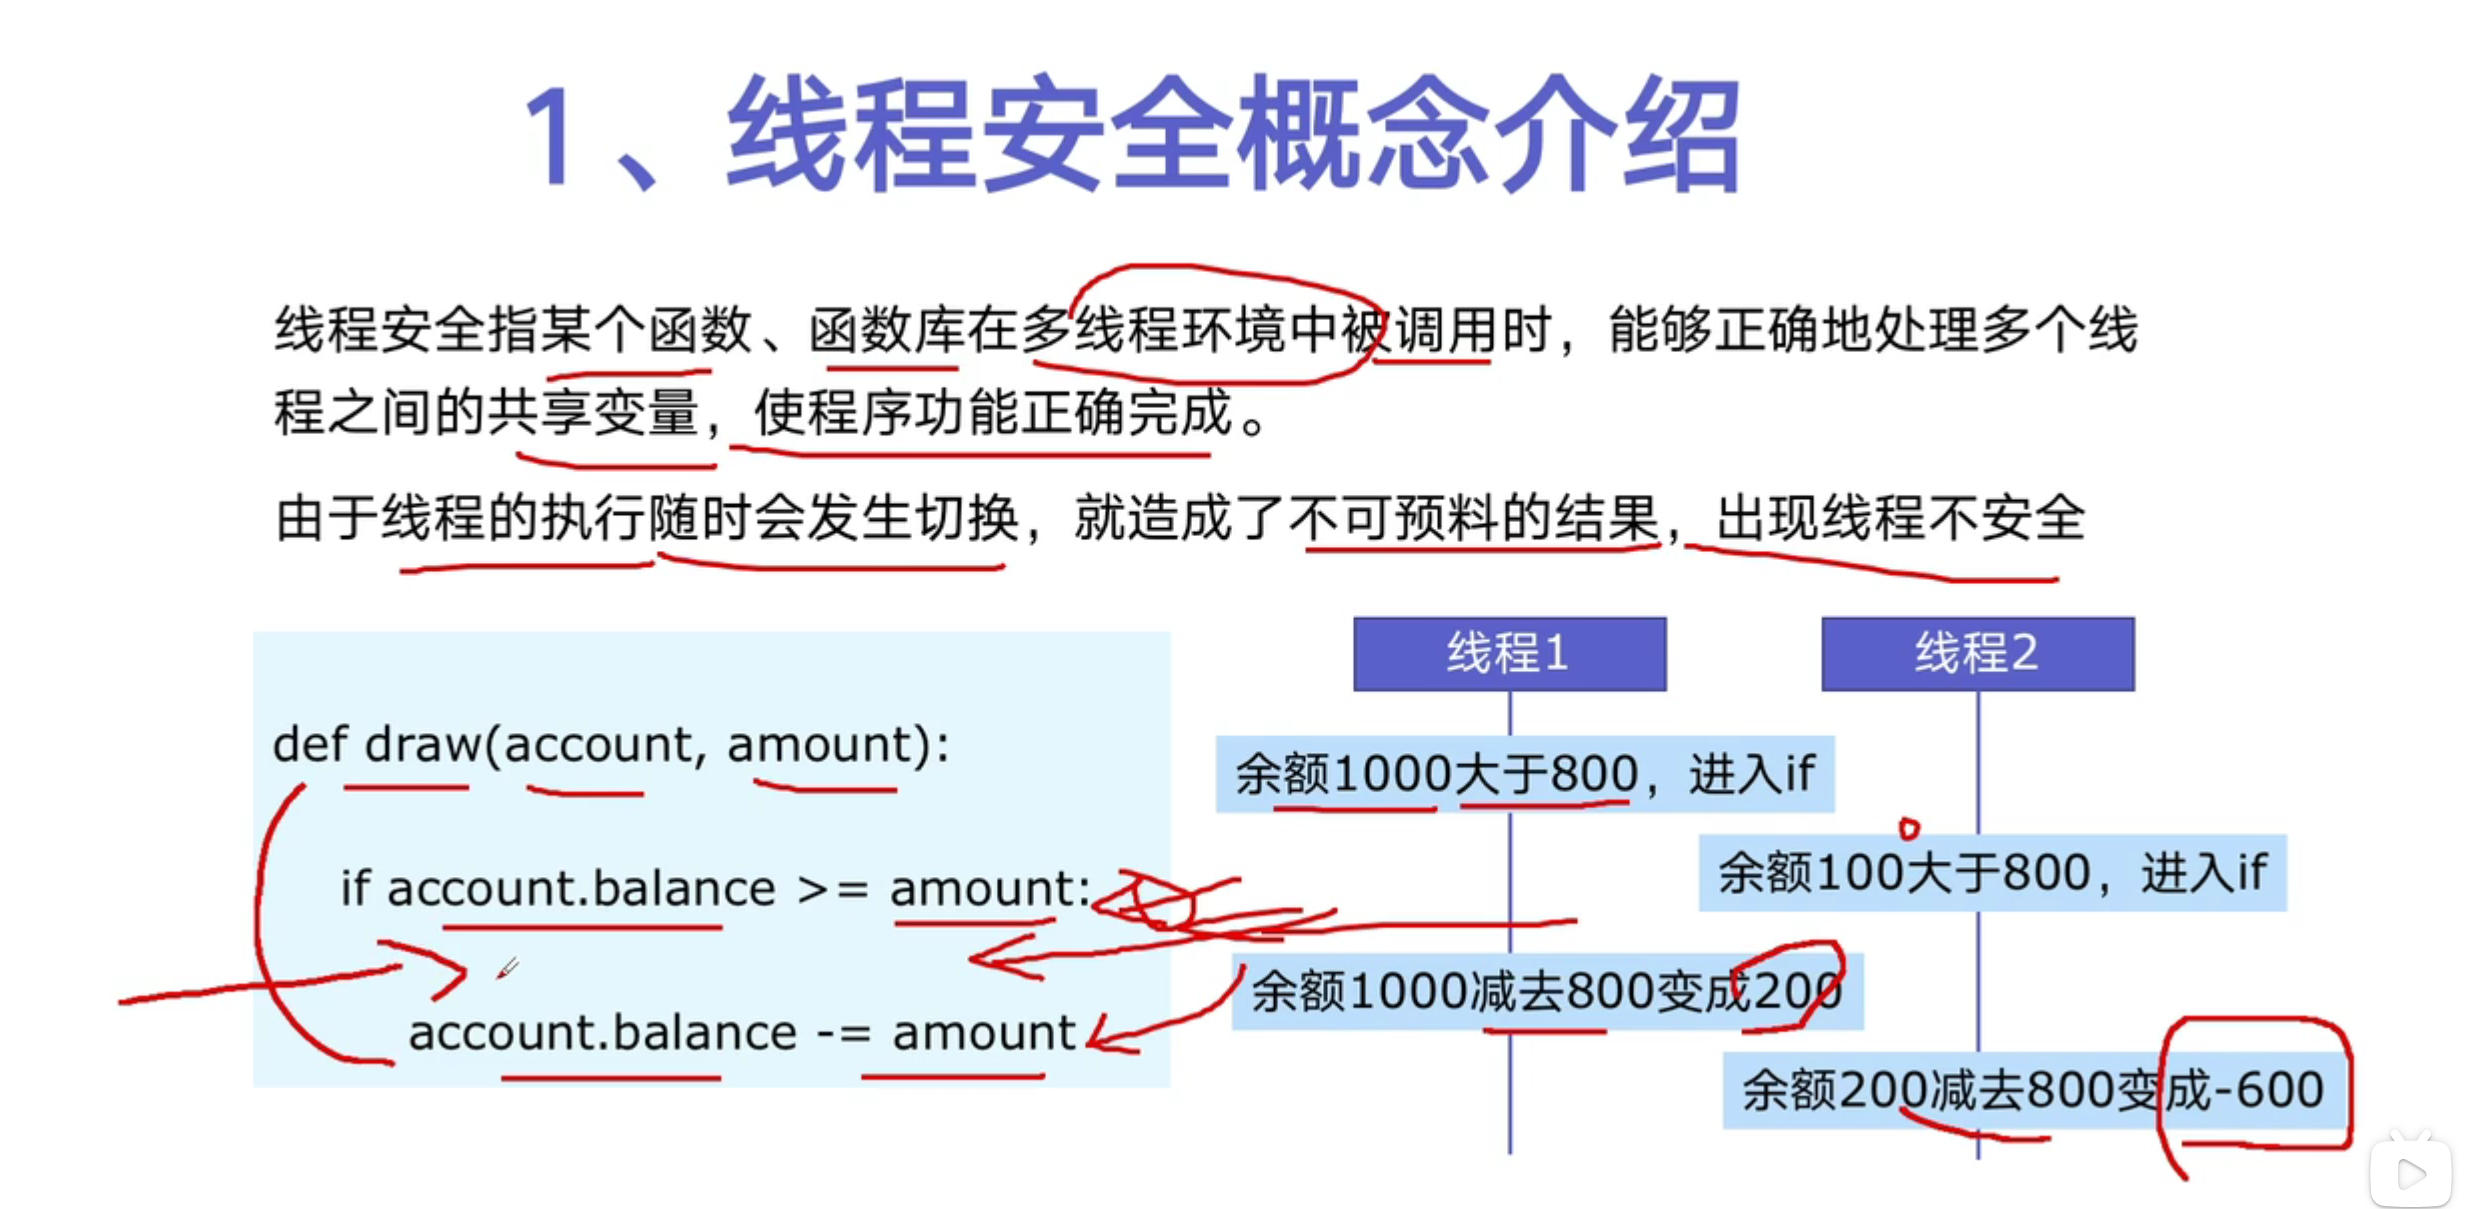 1、线程安全概念介绍
线程安全指某个函数、函数库在多线程环境中被调用时，能够正确地处理多个线
程之间的共享变量，使程序功能正确完成。
由于线程的执行随时会发生切换，就造成了不可预料的结果，出现线程不安全
def draw(account, amount):
if account.balance >= amount:
account.balance -= amount
线程1
线程2
余额1000大于800，进入if
余额100大于800，进入if
余额1000减去800变成200
余额200减去800变成-600